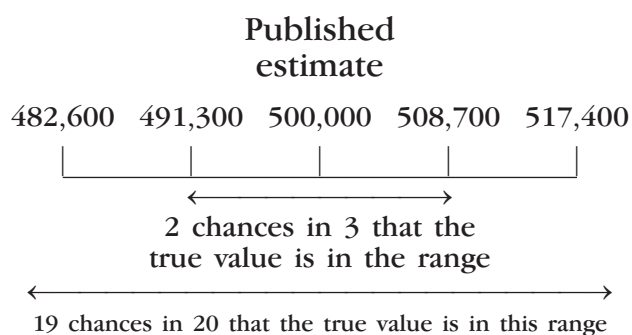 Published
estimate
482,600 491,300 500,000 508,700 517,400
2 chances in 3 that the
true value is in the range
19 chances in 20 that the true value is in this range